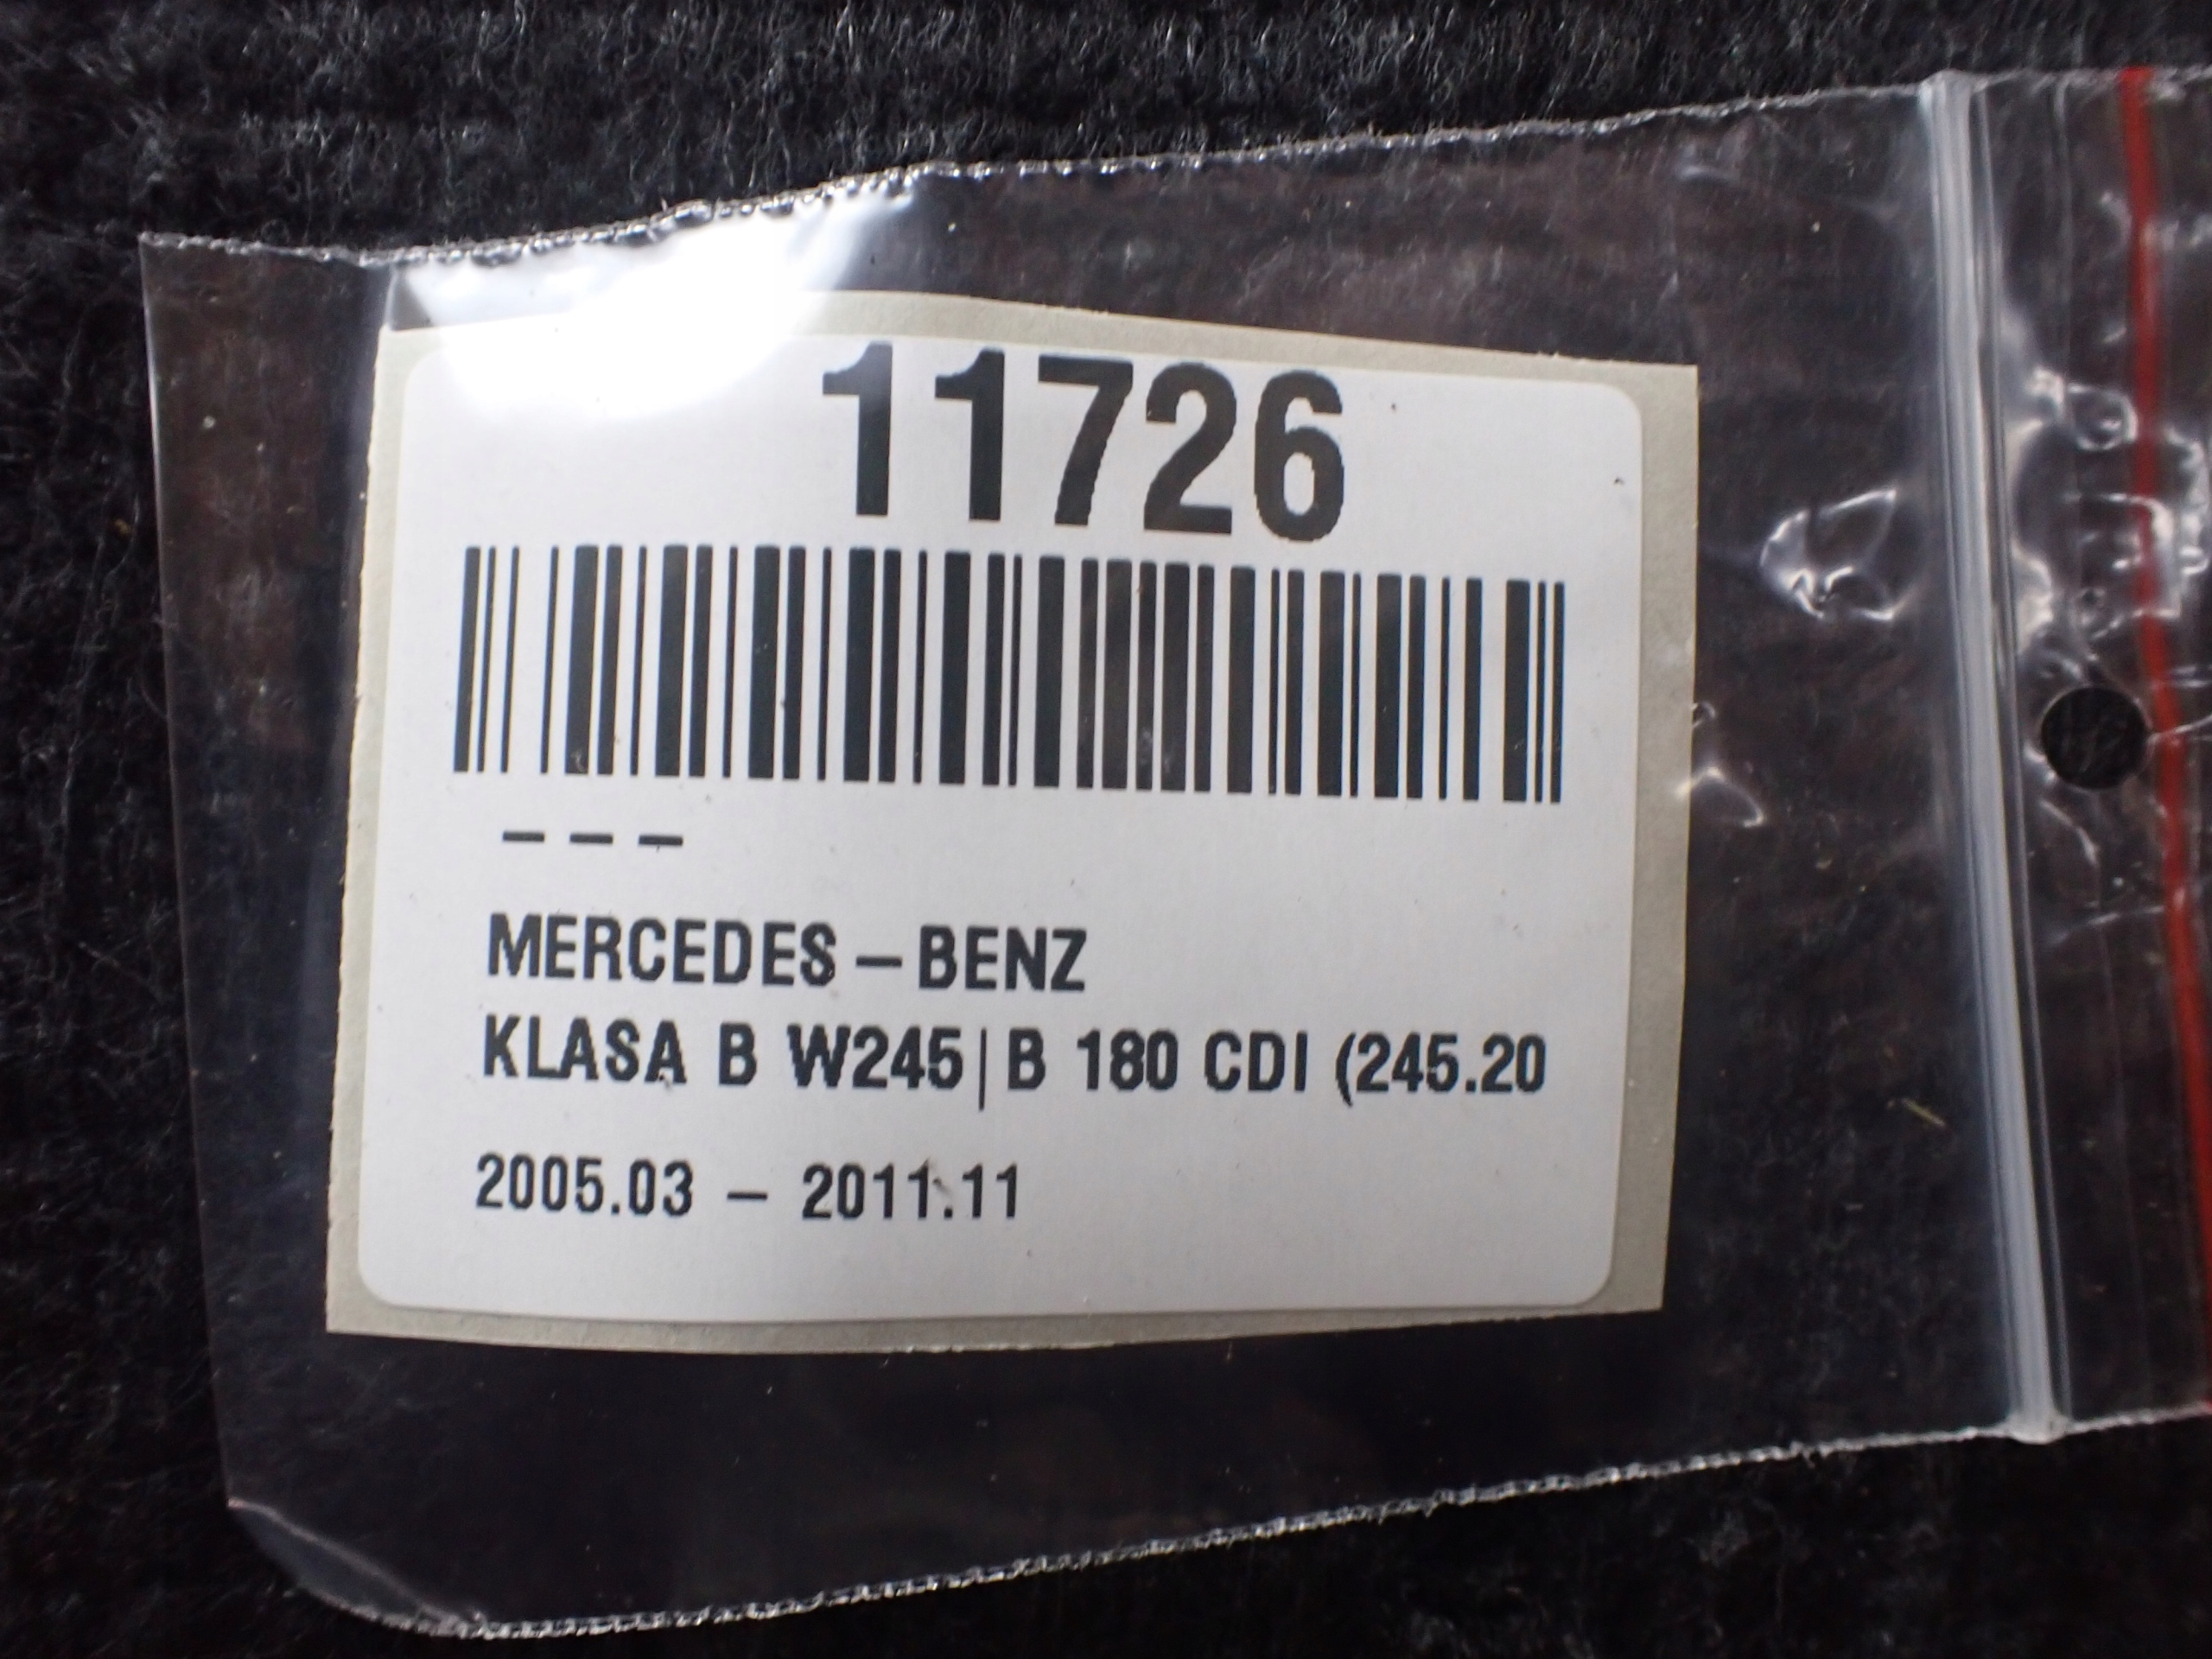 11726
– – –
MERCEDES–BENZ
KLASA B W245|B 180 CDI (245.20
2005.03 – 2011.11